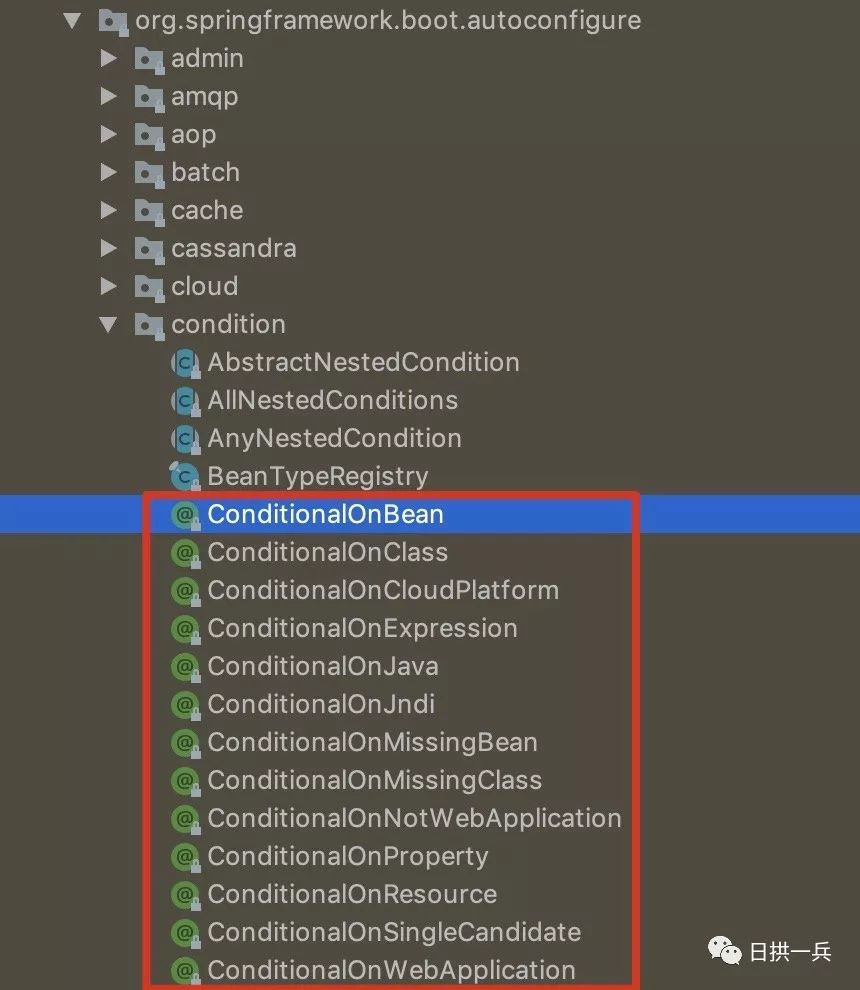 org.springframework.boot.autoconfigure
admin
amqp
aop
batch
cache
cassandra
cloud
condition
AbstractNestedCondition
AllNestedConditions
AnyNestedCondition
BeanTypeRegistry
ConditionalOnBean
ConditionalOnClass
ConditionalOnCloudPlatform
ConditionalOnExpression
ConditionalOnJava
ConditionalOnJndi
ConditionalOnMissingBean
ConditionalOnMissingClass
ConditionalOnNotWebApplication
ConditionalOnProperty
ConditionalOnResource
ConditionalOnSingleCandidate
ConditionalOnWebApplication
日拱一兵